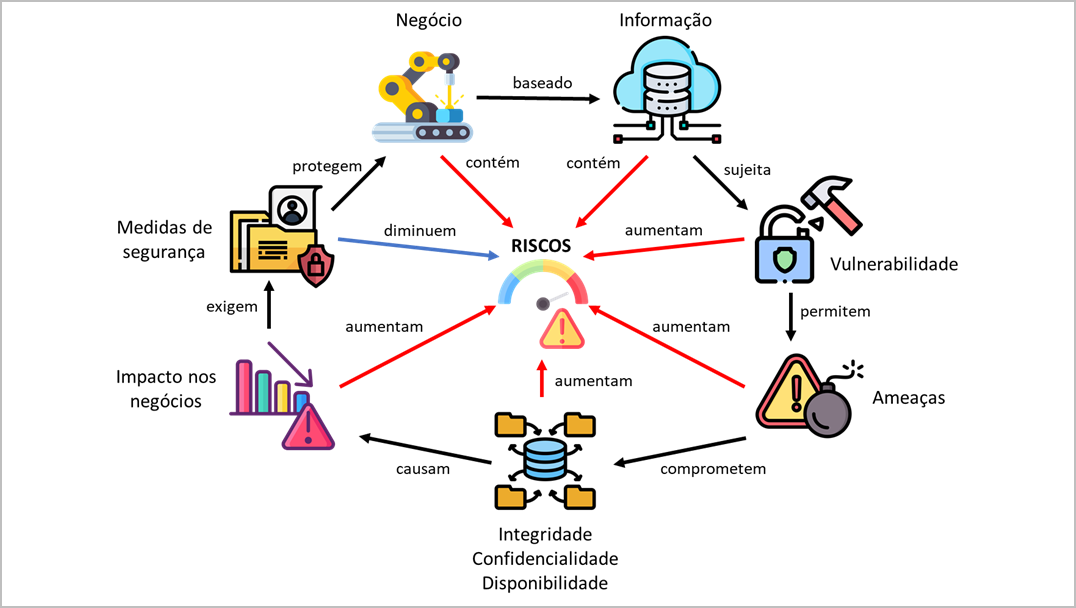 Negócio
Informação
baseado
protegem
contém
contém
sujeita
Medidas de
segurança
diminuem
RISCOS
aumentam
Vulnerabilidade
exigem
aumentam
aumentam
permitem
Impacto nos
negócios
aumentam
Ameaças
causam
comprometem
Integridade
Confidencialidade
Disponibilidade